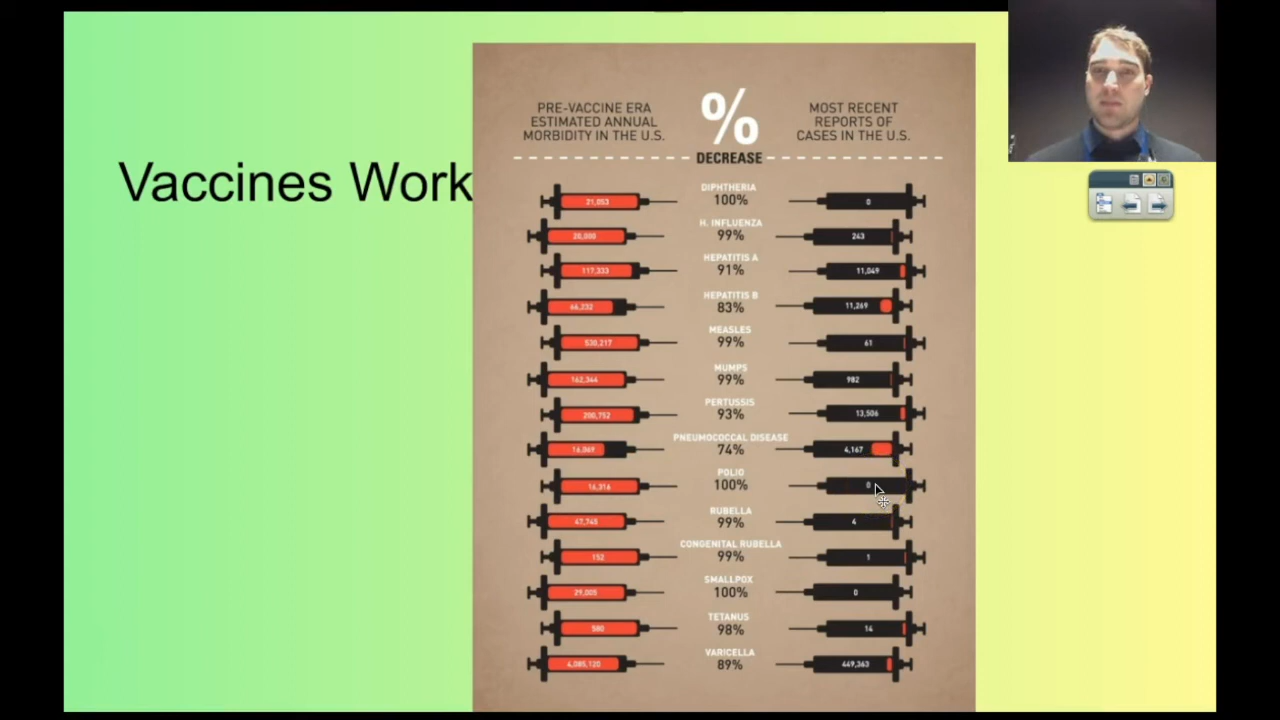 Vaccines Work
PRE-VACCINE ERA
ESTIMATED ANNUAL
MORBIDITY IN THE U.S.
%
DECREASE
MOST RECENT
REPORTS OF
CASES IN THE U.S.
DIPHTHERIA
21,053 100% 0
H. INFLUENZA
20,000 99% 243
HEPATITIS A
117,333 91% 11,049
HEPATITIS B
66,232 83% 11,269
MEASLES
530,217 99% 61
MUMPS
162,344 99% 982
PERTUSSIS
200,752 93% 13,506
PNEUMOCOCCAL DISEASE
16,069 74% 4,167
POLIO
16,316 100% 0
RUBELLA
47,745 99% 4
CONGENITAL RUBELLA
152 99% 1
SMALLPOX
29,005 100% 0
TETANUS
580 98% 14
VARICELLA
4,085,120 89% 449,363